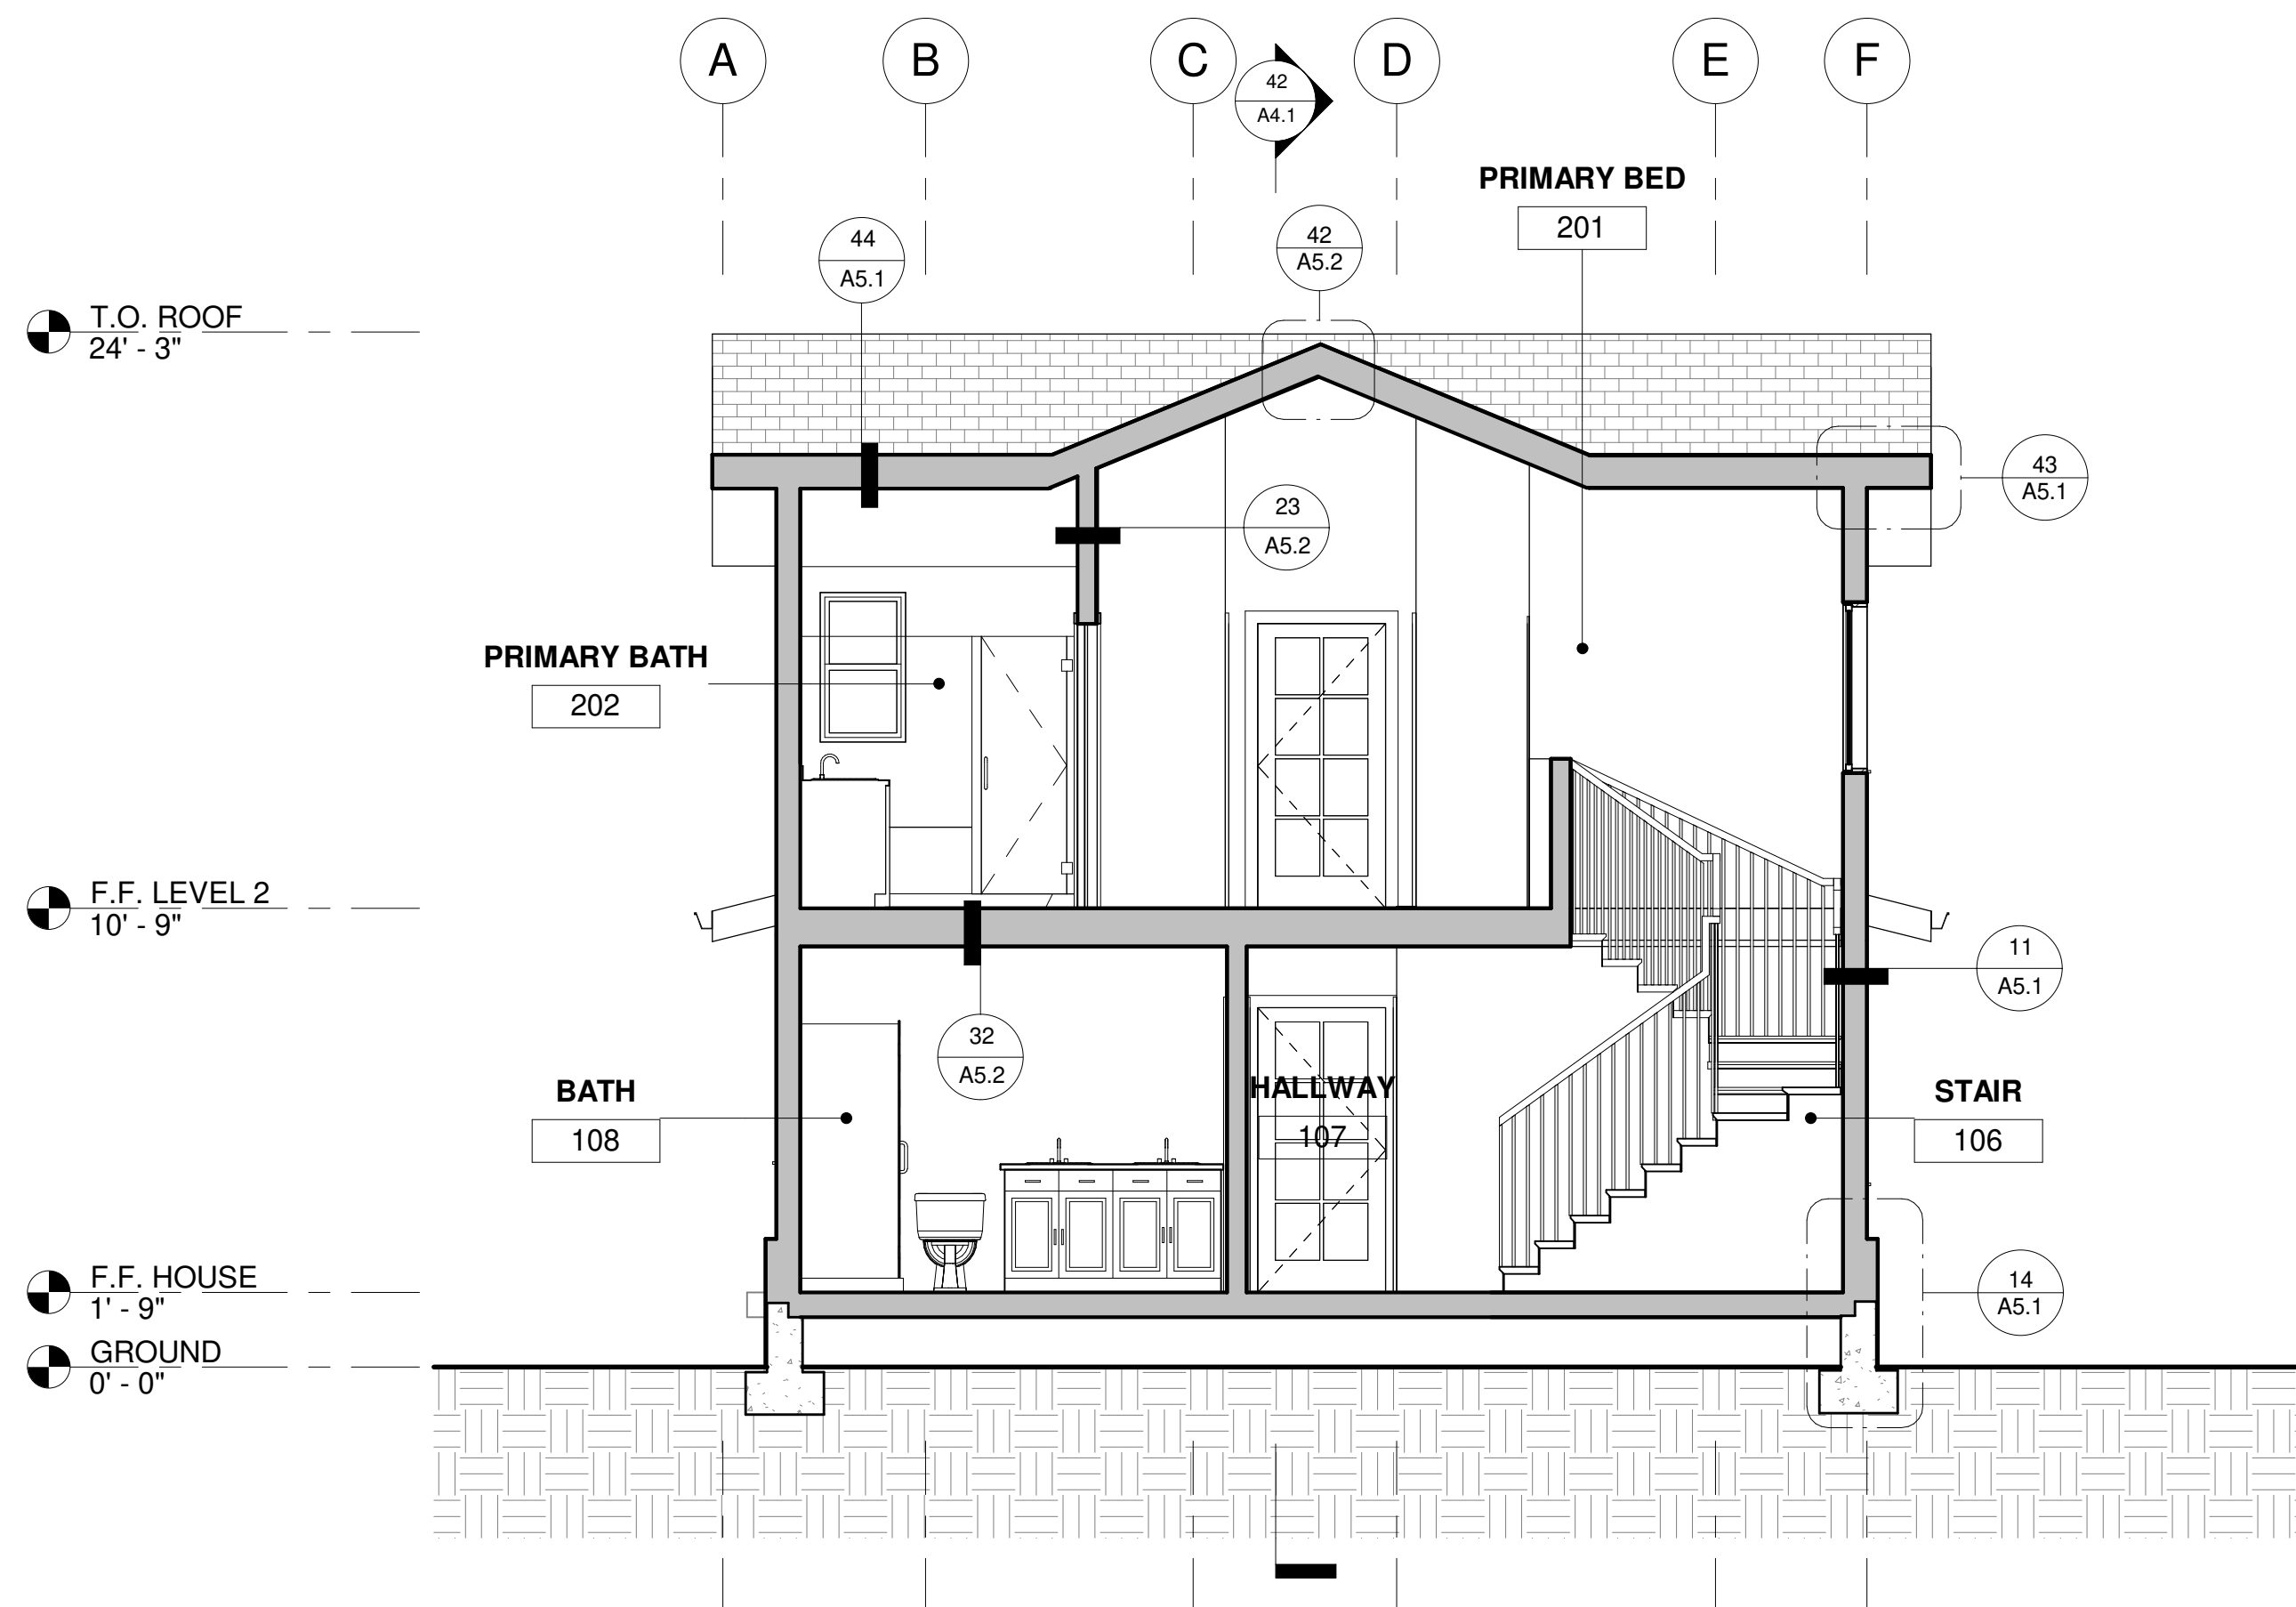 A
B
C
D
E
F
42
A4.1
PRIMARY BED
201
44
A5.1
42
A5.2
T.O. ROOF
24' - 3"
43
A5.1
23
A5.2
PRIMARY BATH
202
F.F. LEVEL 2
10' - 9"
11
A5.1
32
A5.2
BATH
108
HALLWAY
107
STAIR
106
F.F. HOUSE
1' - 9"
14
A5.1
GROUND
0' - 0"